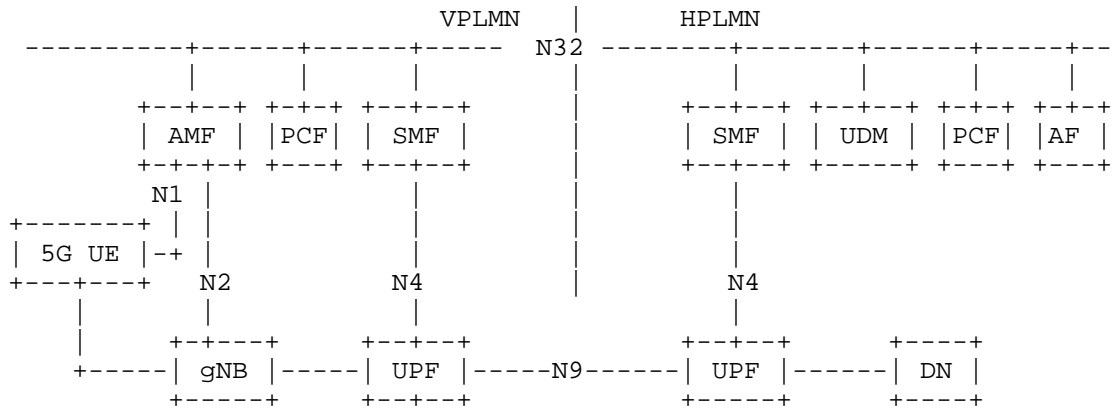 VPLMN HPLMN
N32
AMF PCF SMF SMF UDM PCF AF
N1
5G UE
N2 N4 N4
gNB UPF N9 UPF DN